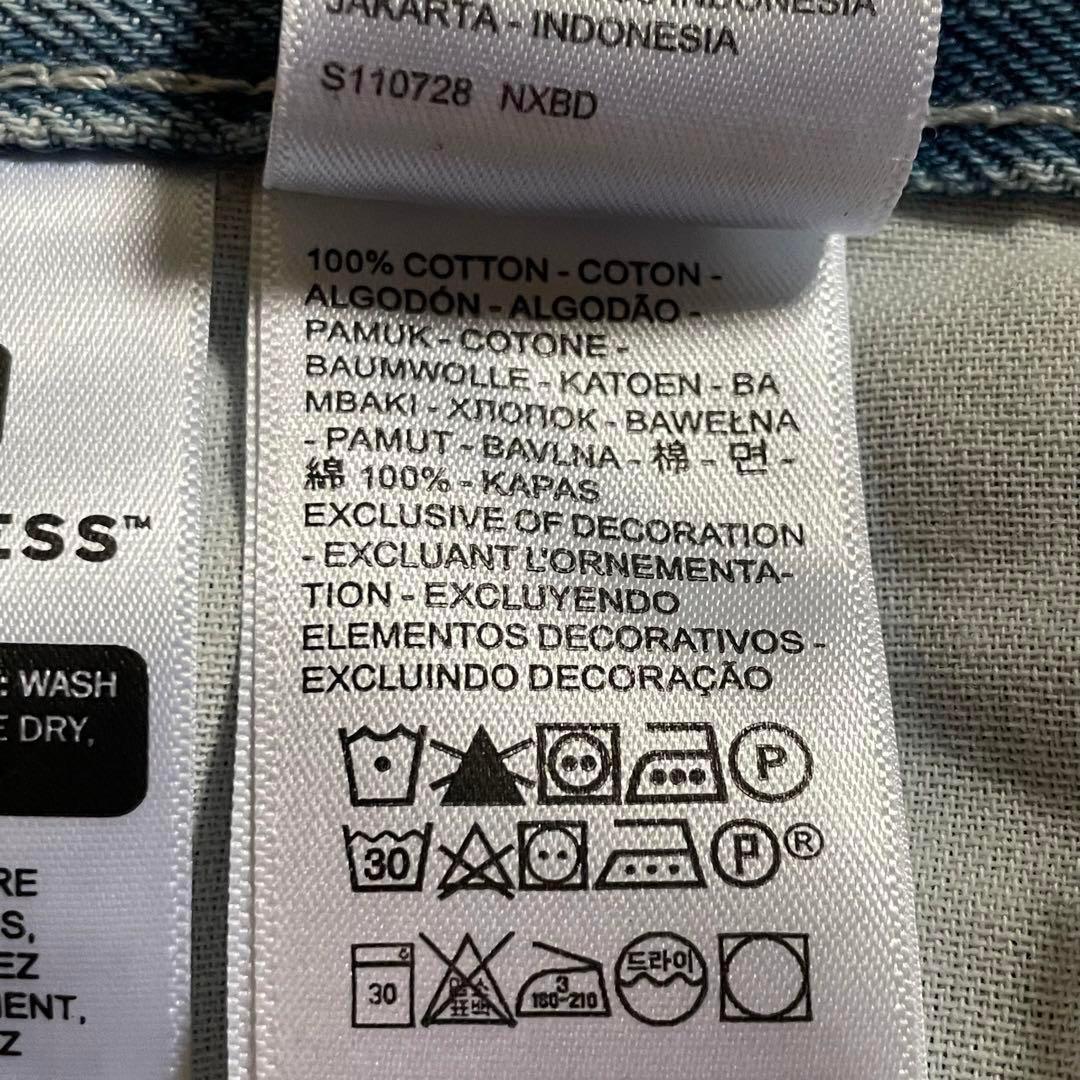 JAKARTA - INDONESIA
S110728 NXBD
100% COTTON - COTON -
ALGODÓN - ALGODÃO -
PAMUK - COTONE -
BAUMWOLLE - KATOEN - BA
MBAKI - ХЛОПОК - BAWEŁNA
- PAMUT - BAVLNA - 棉 - 면 -
綿 100% - KAPAS
EXCLUSIVE OF DECORATION
- EXCLUANT L'ORNEMENTA-
TION - EXCLUYENDO
ELEMENTOS DECORATIVOS -
EXCLUINDO DECORAÇÃO
P
30 P ®
30 3 180~210 드라이
ESS™
: WASH
E DRY,
RE
S,
EZ
MENT,
Z